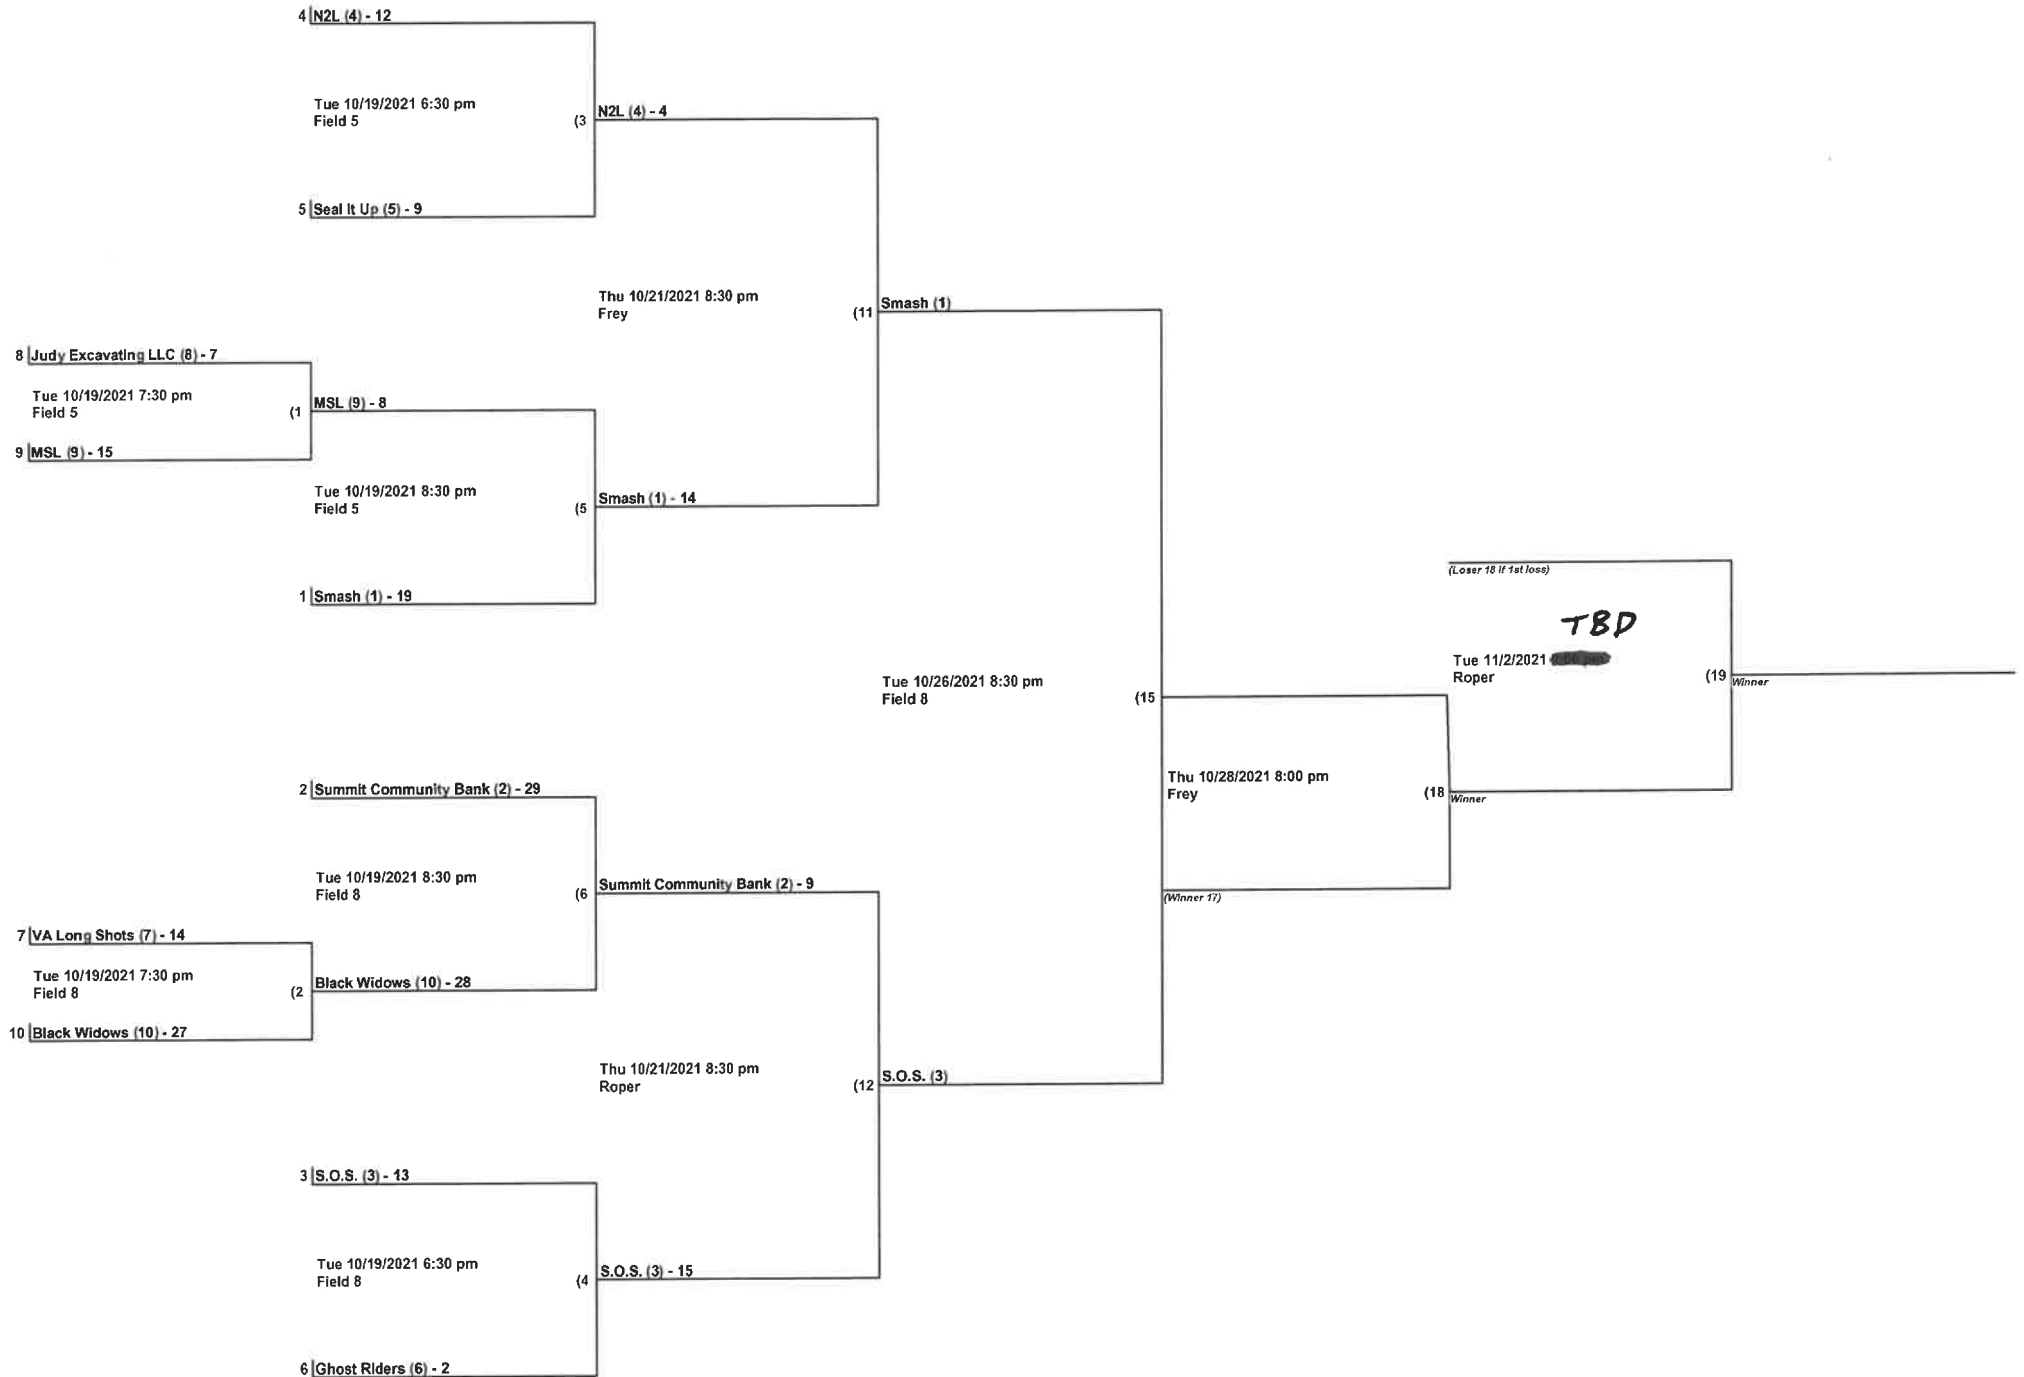 4 N2L (4) - 12
Tue 10/19/2021 6:30 pm
Field 5
(3
N2L (4) - 4
5 Seal It Up (5) - 9
Thu 10/21/2021 8:30 pm
Frey
(11
Smash (1)
8 Judy Excavating LLC (8) - 7
Tue 10/19/2021 7:30 pm
Field 5
(1
MSL (9) - 8
9 MSL (9) - 15
Tue 10/19/2021 8:30 pm
Field 5
(5
Smash (1) - 14
1 Smash (1) - 19
(Loser 18 if 1st loss)
TBD
Tue 11/2/2021
Roper
(19
Winner
Tue 10/26/2021 8:30 pm
Field 8
(15
2 Summit Community Bank (2) - 29
Thu 10/28/2021 8:00 pm
Frey
(18
Winner
Tue 10/19/2021 8:30 pm
Field 8
(6
Summit Community Bank (2) - 9
(Winner 17)
7 VA Long Shots (7) - 14
Tue 10/19/2021 7:30 pm
Field 8
(2
Black Widows (10) - 28
10 Black Widows (10) - 27
Thu 10/21/2021 8:30 pm
Roper
(12
S.O.S. (3)
3 S.O.S. (3) - 13
Tue 10/19/2021 6:30 pm
Field 8
(4
S.O.S. (3) - 15
6 Ghost Riders (6) - 2